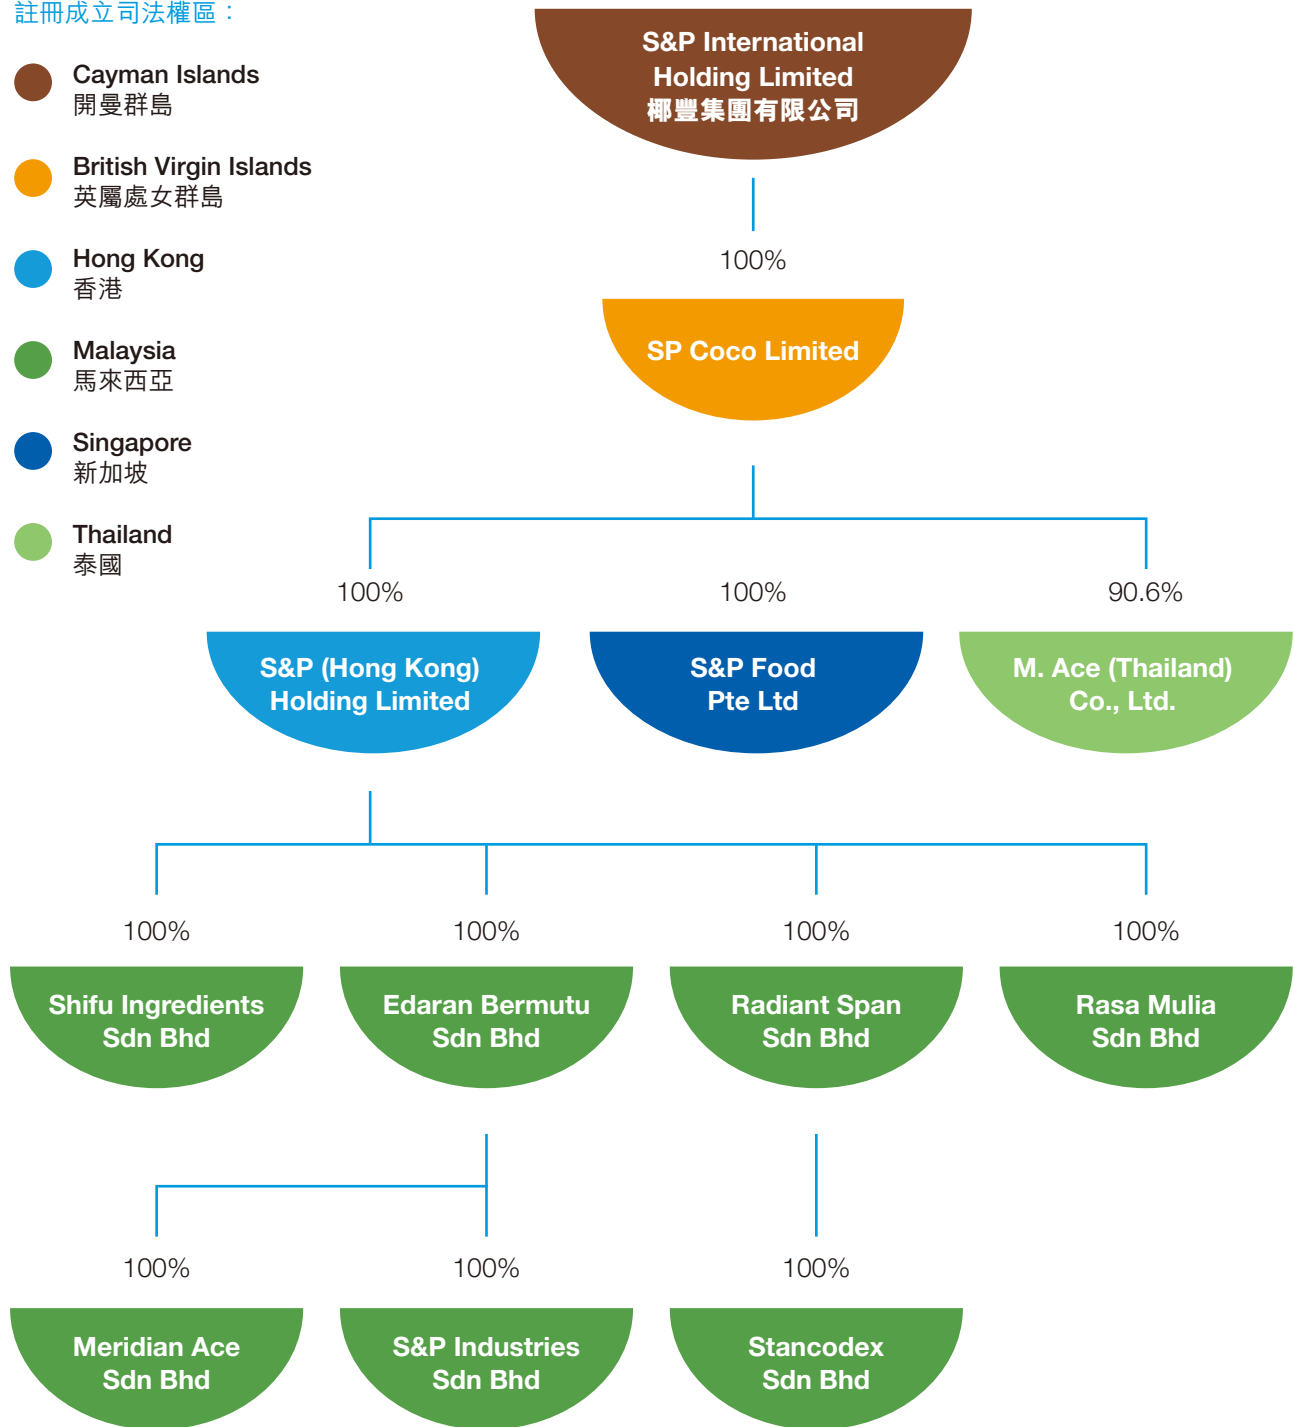 註冊成立司法權區：
Cayman Islands
開曼群島
British Virgin Islands
英屬處女群島
Hong Kong
香港
Malaysia
馬來西亞
Singapore
新加坡
Thailand
泰國
S&P International
Holding Limited
椰豐集團有限公司
100%
SP Coco Limited
100%
100%
90.6%
S&P (Hong Kong)
Holding Limited
S&P Food
Pte Ltd
M. Ace (Thailand)
Co., Ltd.
100%
100%
100%
100%
Shifu Ingredients
Sdn Bhd
Edaran Bermutu
Sdn Bhd
Radiant Span
Sdn Bhd
Rasa Mulia
Sdn Bhd
100%
100%
100%
Meridian Ace
Sdn Bhd
S&P Industries
Sdn Bhd
Stancodex
Sdn Bhd